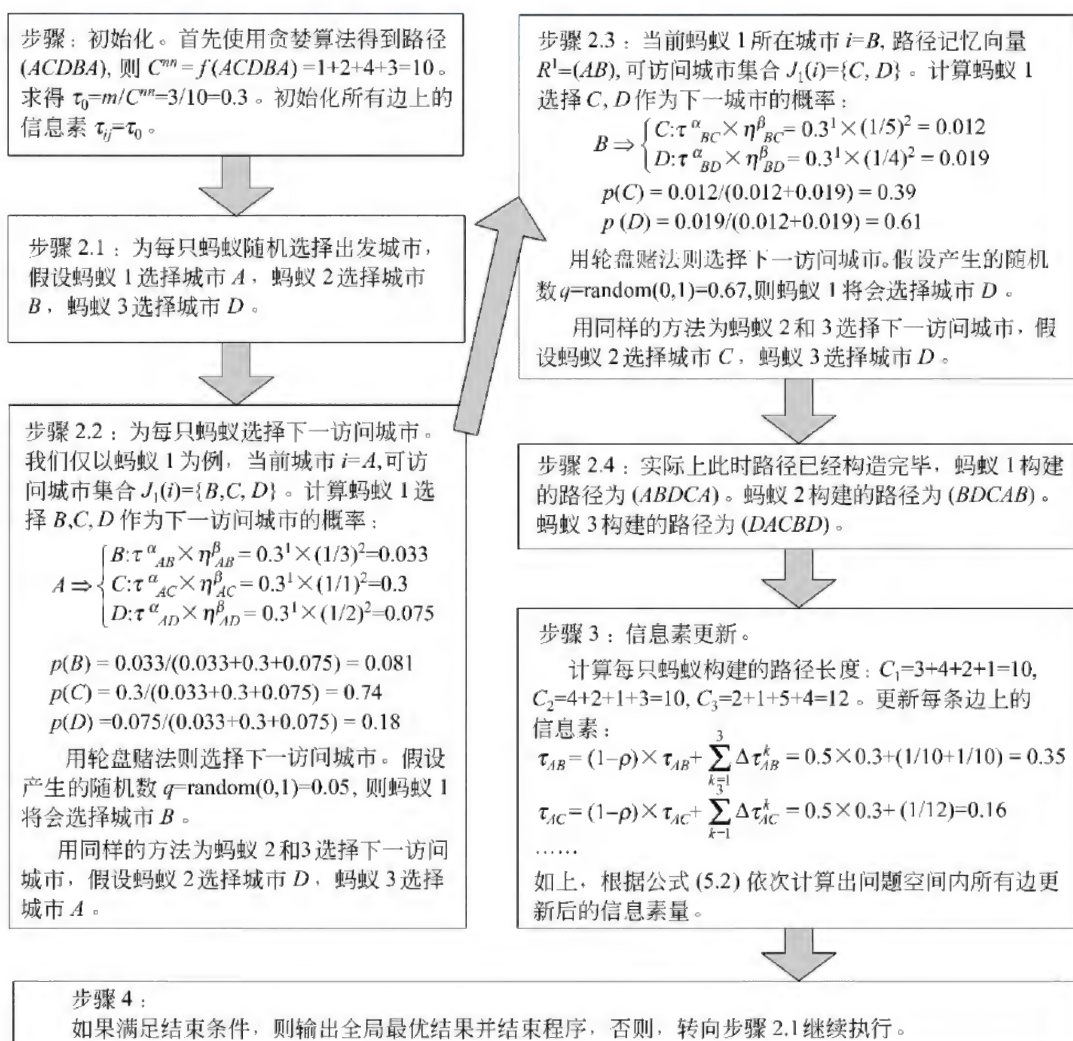 步骤：初始化。首先使用贪婪算法得到路径
(ACDBA), 则 Cⁿⁿ = f(ACDBA) =1+2+4+3=10。
求得 τ₀=m/Cⁿⁿ=3/10=0.3。初始化所有边上的
信息素 τᵢⱼ=τ₀。
步骤 2.1：为每只蚂蚁随机选择出发城市，
假设蚂蚁 1 选择城市 A，蚂蚁 2 选择城市
B，蚂蚁 3 选择城市 D。
步骤 2.2：为每只蚂蚁选择下一访问城市。
我们仅以蚂蚁 1 为例，当前城市 i=A,可访
问城市集合 J₁(i)={B,C, D}。计算蚂蚁 1 选
择 B,C, D 作为下一访问城市的概率：
B:τ^α_AB×η^β_AB= 0.3¹×(1/3)²=0.033
A ⇒ { C:τ^α_AC×η^β_AC= 0.3¹×(1/1)²=0.3
D:τ^α_AD×η^β_AD= 0.3¹×(1/2)²=0.075
p(B) = 0.033/(0.033+0.3+0.075) = 0.081
p(C) = 0.3/(0.033+0.3+0.075) = 0.74
p(D) =0.075/(0.033+0.3+0.075) = 0.18
用轮盘赌法则选择下一访问城市。假设
产生的随机数 q=random(0,1)=0.05, 则蚂蚁 1
将会选择城市 B。
用同样的方法为蚂蚁 2 和3 选择下一访问
城市，假设蚂蚁 2 选择城市 D，蚂蚁 3 选择
城市 A。
步骤 2.3：当前蚂蚁 1 所在城市 i=B, 路径记忆向量
R¹=(AB), 可访问城市集合 J₁(i)={C, D}。计算蚂蚁 1
选择 C, D 作为下一城市的概率：
B ⇒ { C:τ^α_BC×η^β_BC= 0.3¹×(1/5)² = 0.012
D:τ^α_BD×η^β_BD= 0.3¹×(1/4)² = 0.019
p(C) = 0.012/(0.012+0.019) = 0.39
p (D) = 0.019/(0.012+0.019) = 0.61
用轮盘赌法则选择下一访问城市。假设产生的随机
数 q=random(0,1)=0.67,则蚂蚁 1 将会选择城市 D。
用同样的方法为蚂蚁 2 和 3 选择下一访问城市，假
设蚂蚁 2 选择城市 C，蚂蚁 3 选择城市 D。
步骤 2.4：实际上此时路径已经构造完毕，蚂蚁 1 构建
的路径为 (ABDCA)。蚂蚁 2 构建的路径为 (BDCAB)。
蚂蚁 3 构建的路径为 (DACBD)。
步骤 3：信息素更新。
计算每只蚂蚁构建的路径长度：C₁=3+4+2+1=10,
C₂=4+2+1+3=10, C₃=2+1+5+4=12。更新每条边上的
信息素：
τ_AB= (1−ρ)×τ_AB+ ∑_{k=1}^{3} Δτ^k_AB= 0.5×0.3+(1/10+1/10) = 0.35
τ_AC= (1−ρ)×τ_AC+ ∑_{k=1}^{3} Δτ^k_AC= 0.5×0.3+ (1/12)=0.16
……
如上，根据公式 (5.2) 依次计算出问题空间内所有边更
新后的信息素量。
步骤 4：
如果满足结束条件，则输出全局最优结果并结束程序，否则，转向步骤 2.1 继续执行。